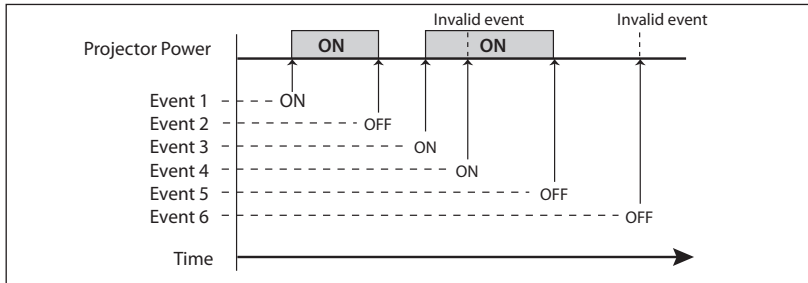 Invalid event Invalid event
Projector Power ON ON
Event 1 ON
Event 2 OFF
Event 3 ON
Event 4 ON
Event 5 OFF
Event 6 OFF
Time